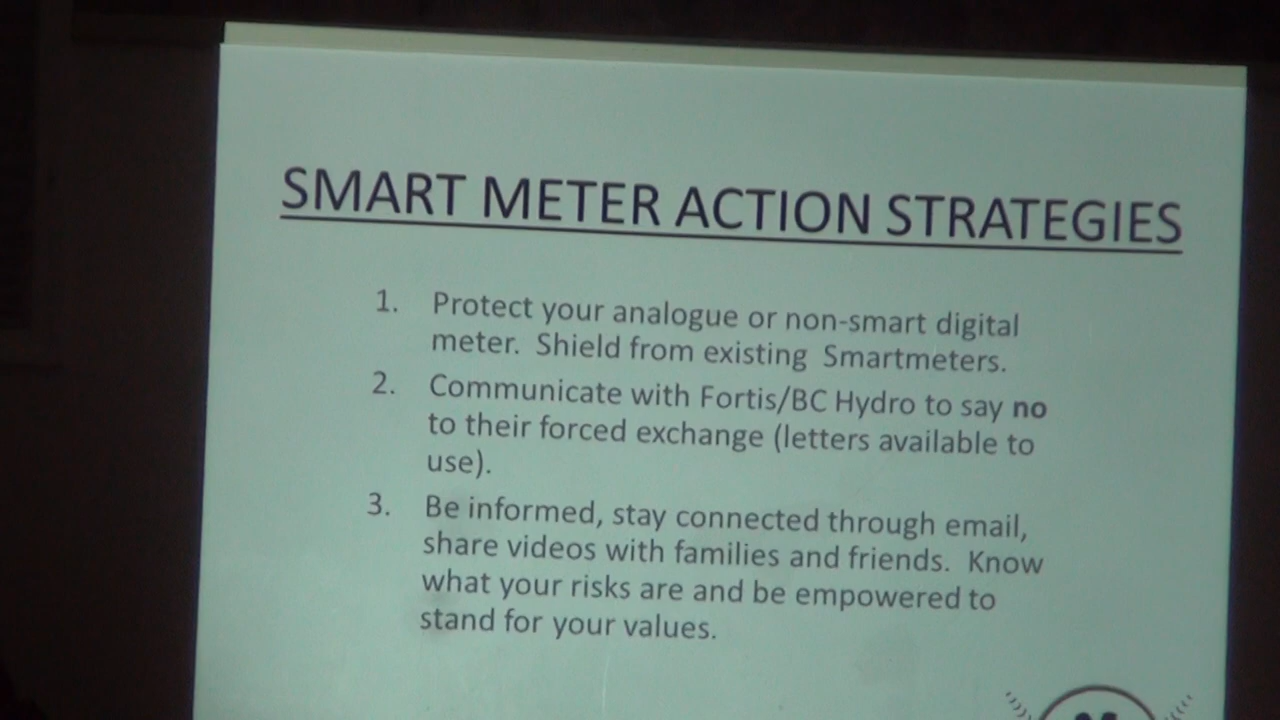 SMART METER ACTION STRATEGIES
1. Protect your analogue or non-smart digital
meter. Shield from existing Smartmeters.
2. Communicate with Fortis/BC Hydro to say no
to their forced exchange (letters available to
use).
3. Be informed, stay connected through email,
share videos with families and friends. Know
what your risks are and be empowered to
stand for your values.